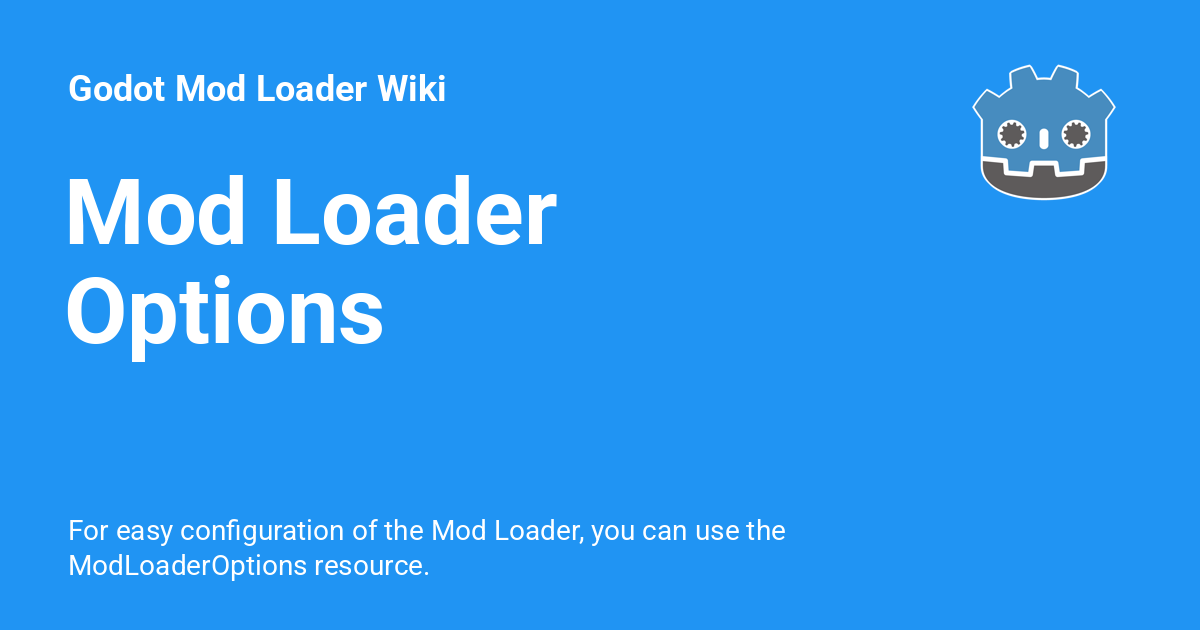 Godot Mod Loader Wiki
Mod Loader
Options
For easy configuration of the Mod Loader, you can use the
ModLoaderOptions resource.